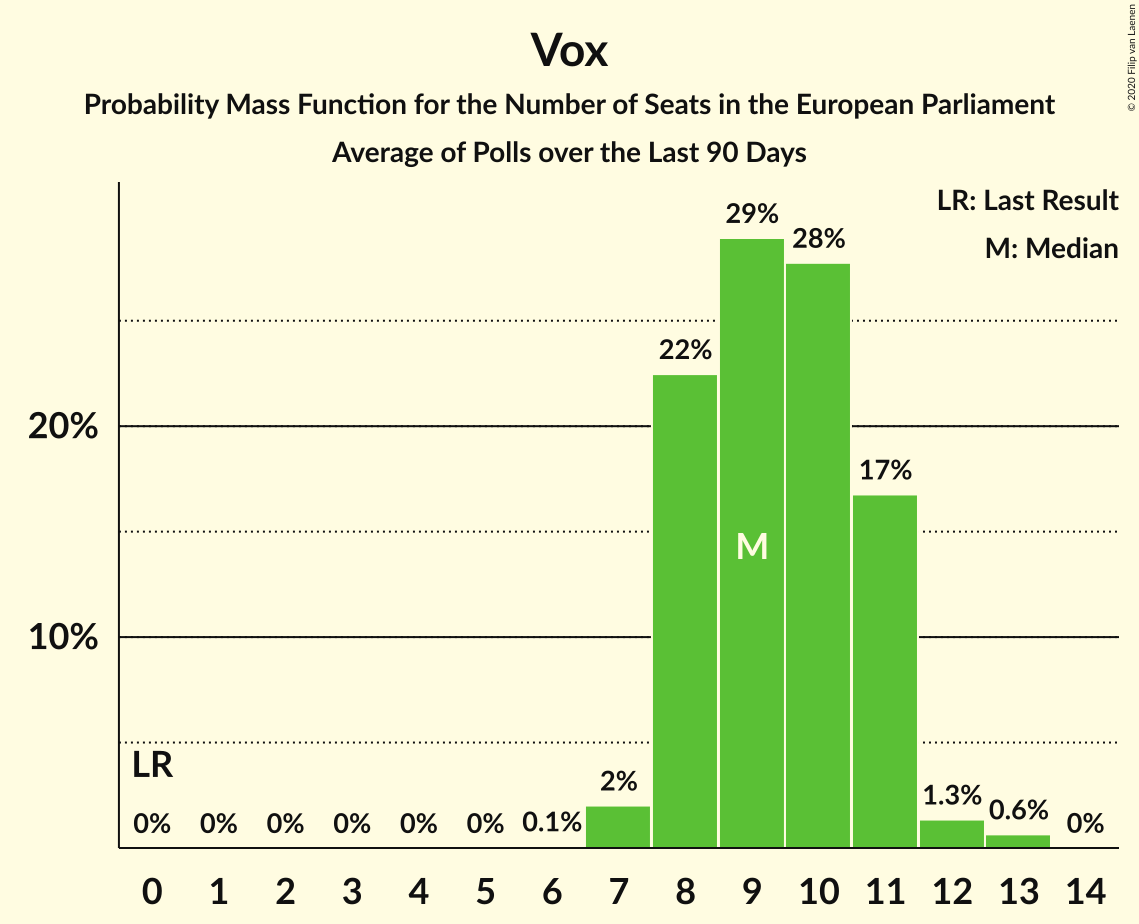 Vox
Probability Mass Function for the Number of Seats in the European Parliament
Average of Polls over the Last 90 Days
© 2020 Filip van Laenen
LR: Last Result
M: Median
29%
28%
22%
20%
17%
M
10%
LR
2%
1.3%
0.6%
0% 0% 0% 0% 0% 0% 0.1% 0%
0 1 2 3 4 5 6 7 8 9 10 11 12 13 14